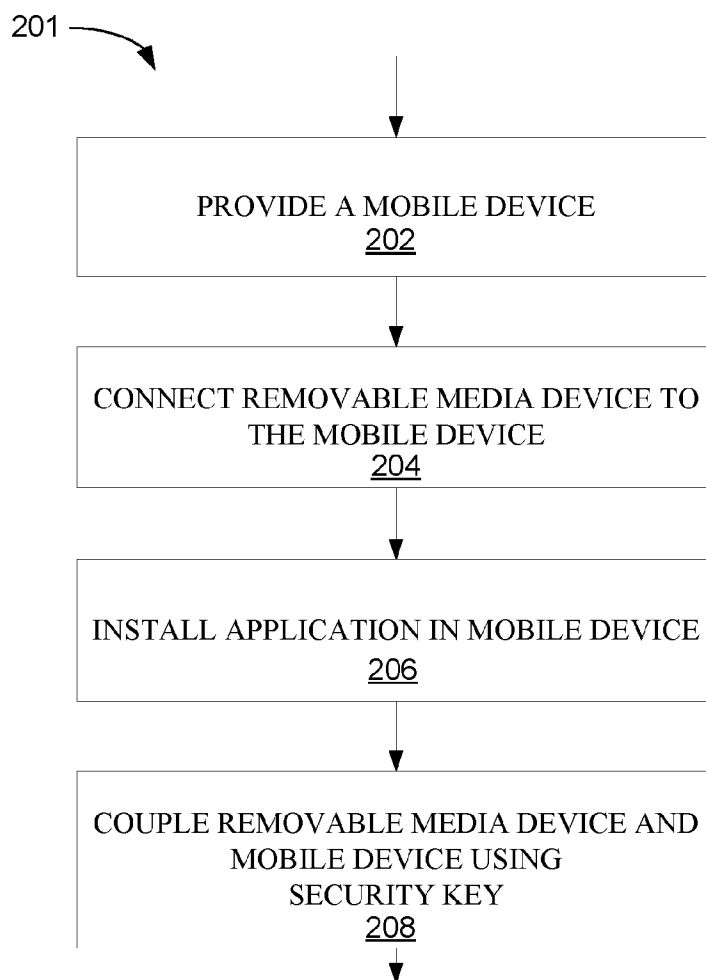 201
PROVIDE A MOBILE DEVICE
202
CONNECT REMOVABLE MEDIA DEVICE TO
THE MOBILE DEVICE
204
INSTALL APPLICATION IN MOBILE DEVICE
206
COUPLE REMOVABLE MEDIA DEVICE AND
MOBILE DEVICE USING
SECURITY KEY
208